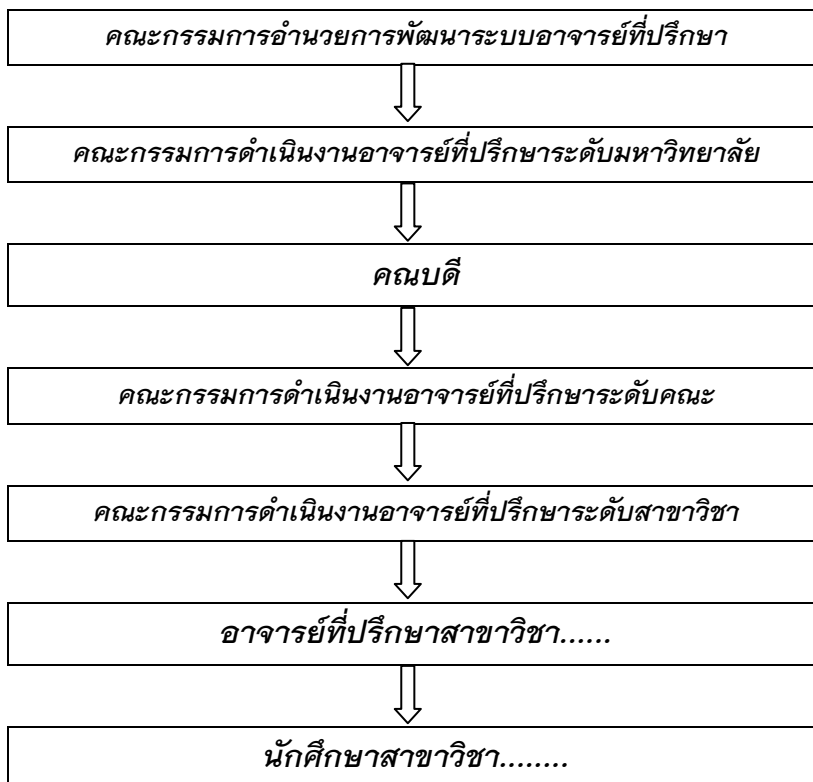 คณะกรรมการอำนวยการพัฒนาระบบอาจารย์ที่ปรึกษา
คณะกรรมการดำเนินงานอาจารย์ที่ปรึกษาระดับมหาวิทยาลัย
คณบดี
คณะกรรมการดำเนินงานอาจารย์ที่ปรึกษาระดับคณะ
คณะกรรมการดำเนินงานอาจารย์ที่ปรึกษาระดับสาขาวิชา
อาจารย์ที่ปรึกษาสาขาวิชา......
นักศึกษาสาขาวิชา........